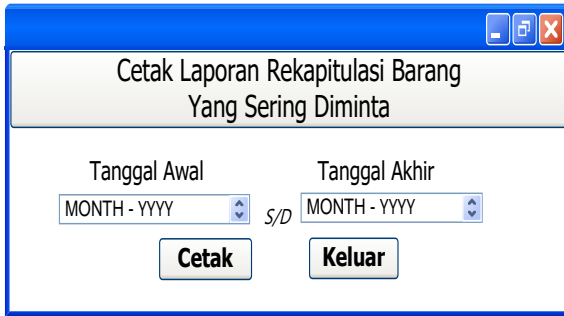 Cetak Laporan Rekapitulasi Barang
Yang Sering Diminta
Tanggal Awal
Tanggal Akhir
MONTH - YYYY
S/D
MONTH - YYYY
Cetak
Keluar